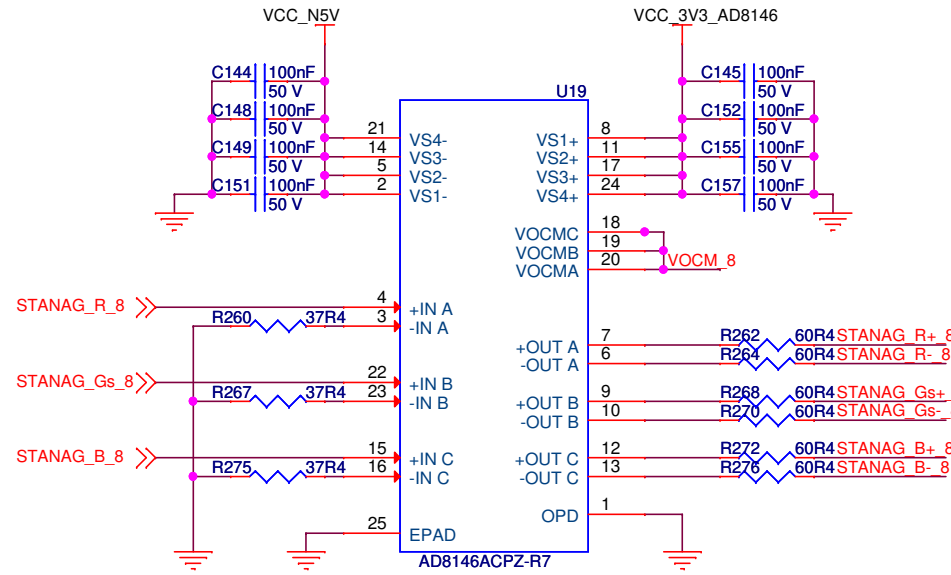 VCC_N5V
VCC_3V3_AD8146
C144 100nF
50 V
C148 100nF
50 V
C149 100nF
50 V
C151 100nF
50 V
C145 100nF
50 V
C152 100nF
50 V
C155 100nF
50 V
C157 100nF
50 V
U19
21 VS4-
14 VS3-
5 VS2-
2 VS1-
VS1+ 8
VS2+ 11
VS3+ 17
VS4+ 24
VOCMC 18
VOCMB 19
VOCMA 20
VOCM_8
STANAG_R_8
4 +IN A
R260 37R4 3 -IN A
STANAG_Gs_8
22 +IN B
R267 37R4 23 -IN B
STANAG_B_8
15 +IN C
R275 37R4 16 -IN C
+OUT A 7 R262 60R4 STANAG_R+_8
-OUT A 6 R264 60R4 STANAG_R-_8
+OUT B 9 R268 60R4 STANAG_Gs+_
-OUT B 10 R270 60R4 STANAG_Gs-_
+OUT C 12 R272 60R4 STANAG_B+_8
-OUT C 13 R276 60R4 STANAG_B-_8
OPD 1
25 EPAD
AD8146ACPZ-R7